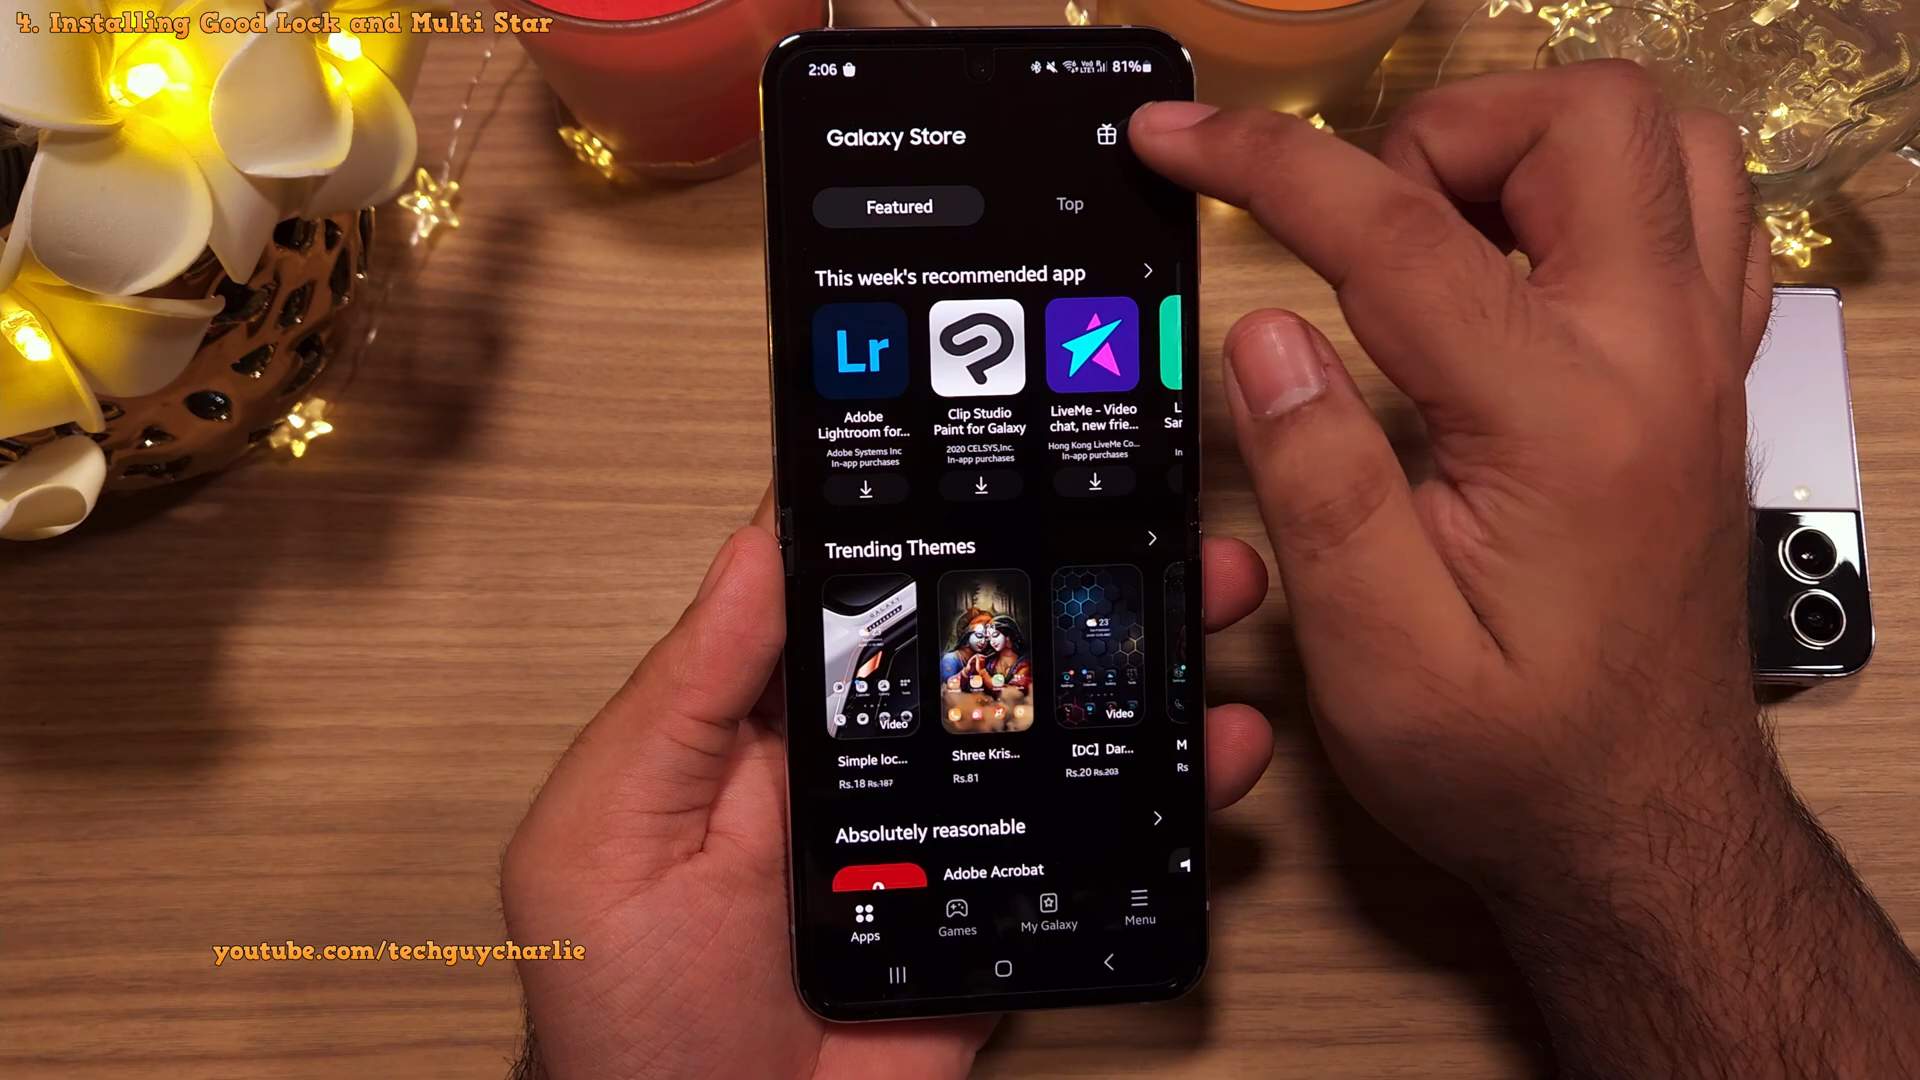 4. Installing Good Lock and Multi Star
2:06
81%
Galaxy Store
Featured
Top
This week's recommended app
Lr
Adobe
Lightroom for...
Adobe Systems Inc
In-app purchases
Clip Studio
Paint for Galaxy
2020 CELSYS,Inc.
In-app purchases
LiveMe - Video
chat, new frie...
Hong Kong LiveMe Co...
In-app purchases
L
Sar
In
Trending Themes
GALAXY
Video
Simple loc...
Rs.18 Rs.187
Shree Kris...
Rs.81
Video
【DC】Dar...
Rs.20 Rs.203
M
Rs
Absolutely reasonable
Adobe Acrobat
Apps
Games
My Galaxy
Menu
youtube.com/techguycharlie